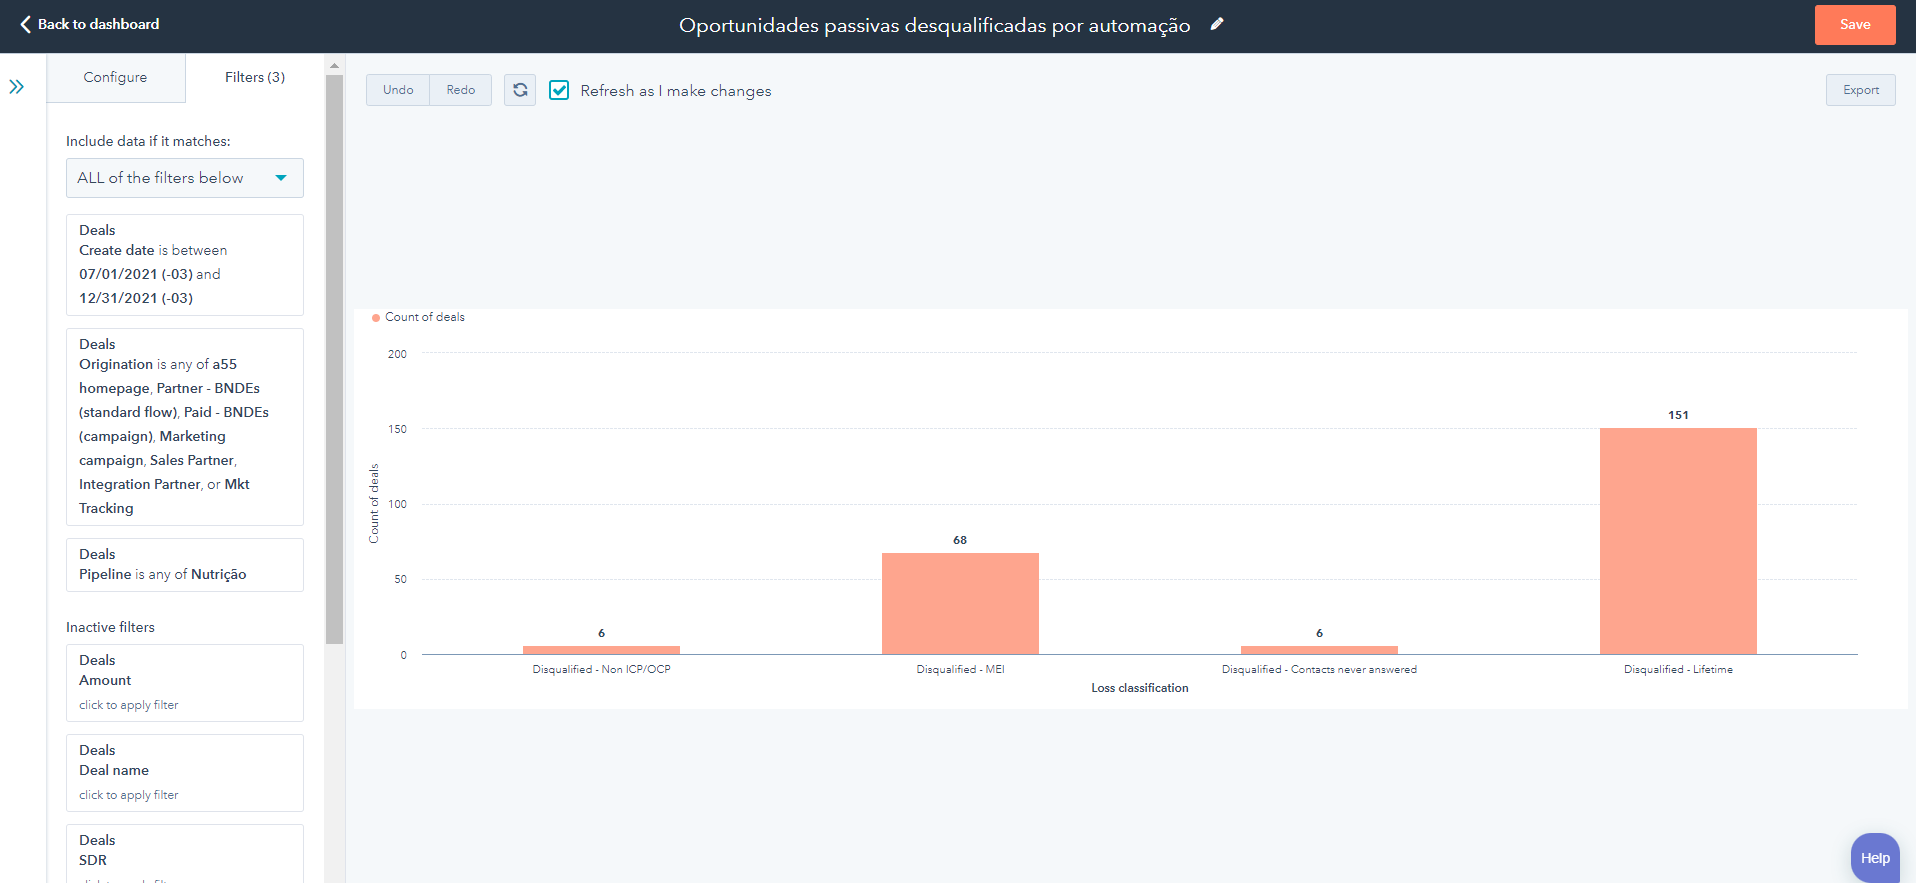 Back to dashboard
Oportunidades passivas desqualificadas por automação
Save
Configure
Filters (3)
Include data if it matches:
ALL of the filters below
Deals
Create date is between
07/01/2021 (-03) and
12/31/2021 (-03)
Deals
Origination is any of a55
homepage, Partner - BNDEs
(standard flow), Paid - BNDEs
(campaign), Marketing
campaign, Sales Partner,
Integration Partner, or Mkt
Tracking
Deals
Pipeline is any of Nutrição
Inactive filters
Deals
Amount
click to apply filter
Deals
Deal name
click to apply filter
Deals
SDR
Undo
Redo
Refresh as I make changes
Export
Count of deals
200
150
100
50
0
Count of deals
6
68
6
151
Disqualified - Non ICP/OCP
Disqualified - MEI
Disqualified - Contacts never answered
Disqualified - Lifetime
Loss classification
Help